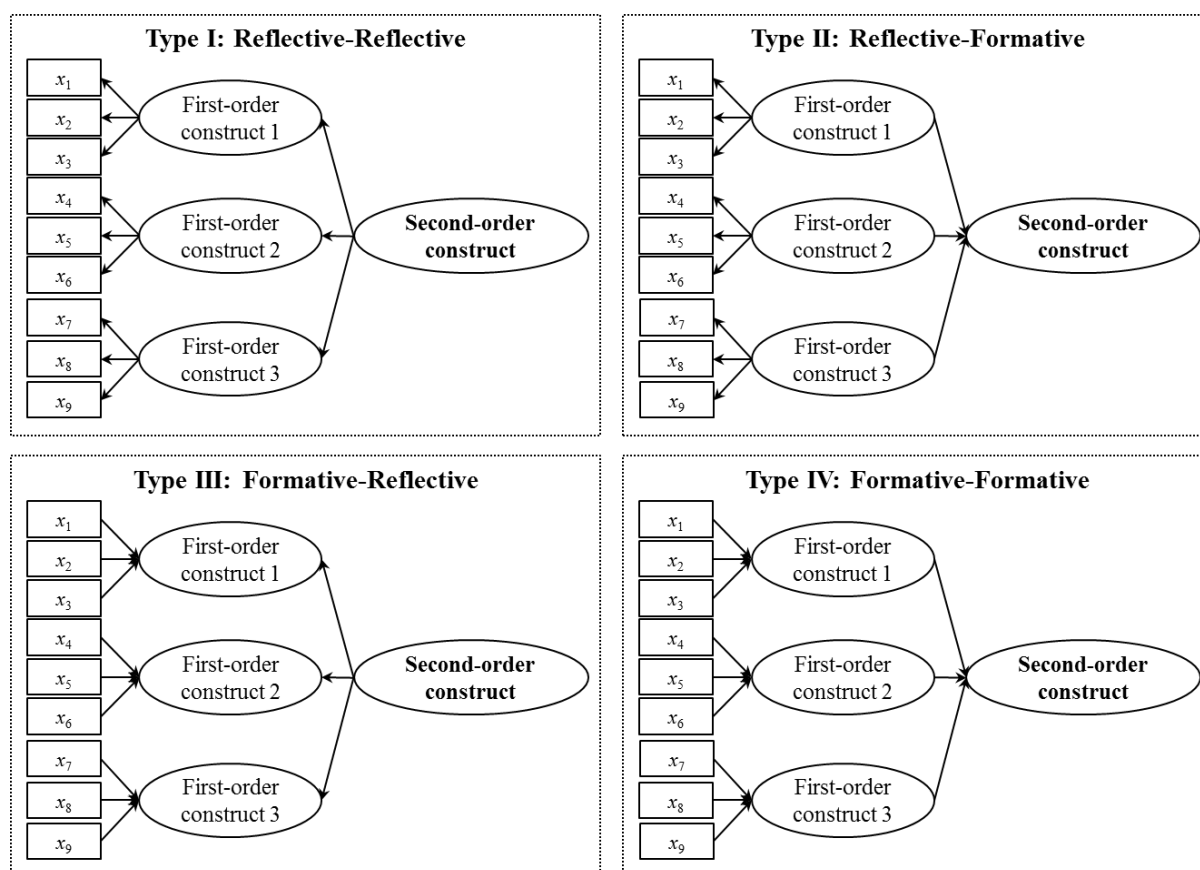 Type I: Reflective-Reflective
x1
x2
x3
x4
x5
x6
x7
x8
x9
First-order
construct 1
First-order
construct 2
First-order
construct 3
Second-order
construct
Type II: Reflective-Formative
x1
x2
x3
x4
x5
x6
x7
x8
x9
First-order
construct 1
First-order
construct 2
First-order
construct 3
Second-order
construct
Type III: Formative-Reflective
x1
x2
x3
x4
x5
x6
x7
x8
x9
First-order
construct 1
First-order
construct 2
First-order
construct 3
Second-order
construct
Type IV: Formative-Formative
x1
x2
x3
x4
x5
x6
x7
x8
x9
First-order
construct 1
First-order
construct 2
First-order
construct 3
Second-order
construct